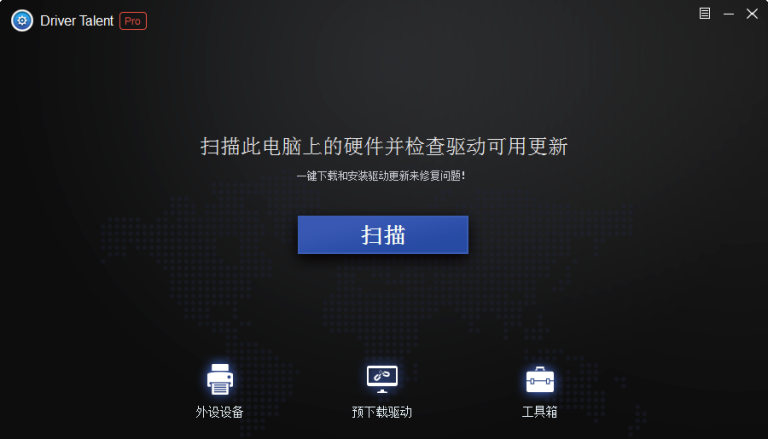 Driver Talent Pro
扫描此电脑上的硬件并检查驱动可用更新
一键下载和安装驱动更新来修复问题!
扫描
外设设备 预下载驱动 工具箱